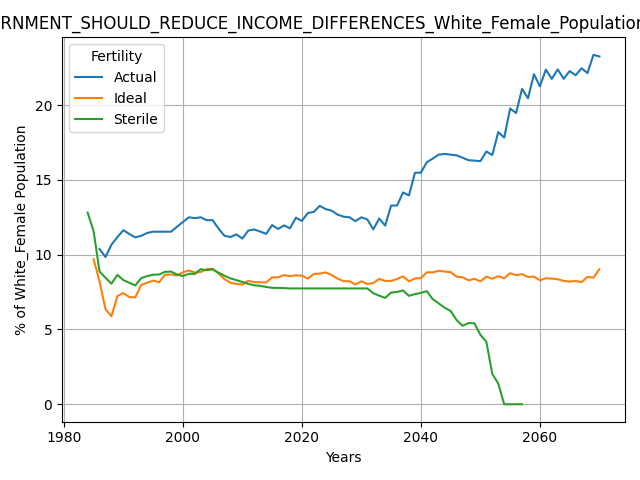 RNMENT_SHOULD_REDUCE_INCOME_DIFFERENCES_White_Female_Population
Fertility
Actual
Ideal
Sterile
% of White_Female Population
20
15
10
5
0
1980
2000
2020
2040
2060
Years